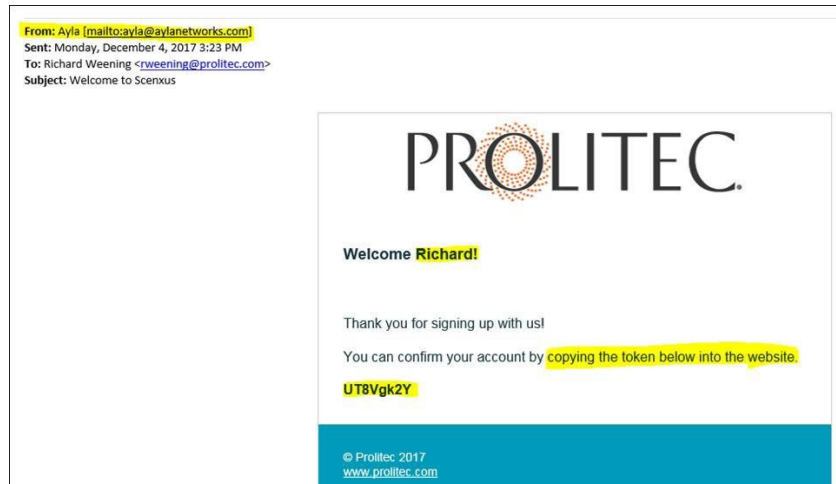 From: Ayla [mailto:ayla@aylanetworks.com]
Sent: Monday, December 4, 2017 3:23 PM
To: Richard Weening <rweening@prolitec.com>
Subject: Welcome to Scenxus
PROLITEC.
Welcome Richard!
Thank you for signing up with us!
You can confirm your account by copying the token below into the website.
UT8Vgk2Y
© Prolitec 2017
www.prolitec.com